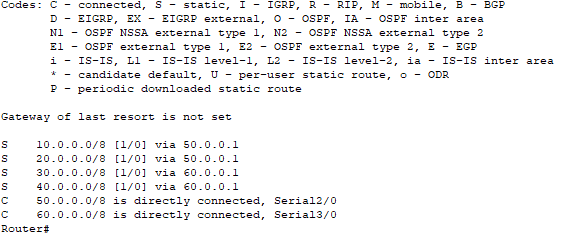 Codes: C - connected, S - static, I - IGRP, R - RIP, M - mobile, B - BGP
D - EIGRP, EX - EIGRP external, O - OSPF, IA - OSPF inter area
N1 - OSPF NSSA external type 1, N2 - OSPF NSSA external type 2
E1 - OSPF external type 1, E2 - OSPF external type 2, E - EGP
i - IS-IS, L1 - IS-IS level-1, L2 - IS-IS level-2, ia - IS-IS inter area
* - candidate default, U - per-user static route, o - ODR
P - periodic downloaded static route
Gateway of last resort is not set
S 10.0.0.0/8 [1/0] via 50.0.0.1
S 20.0.0.0/8 [1/0] via 50.0.0.1
S 30.0.0.0/8 [1/0] via 60.0.0.1
S 40.0.0.0/8 [1/0] via 60.0.0.1
C 50.0.0.0/8 is directly connected, Serial2/0
C 60.0.0.0/8 is directly connected, Serial3/0
Router#